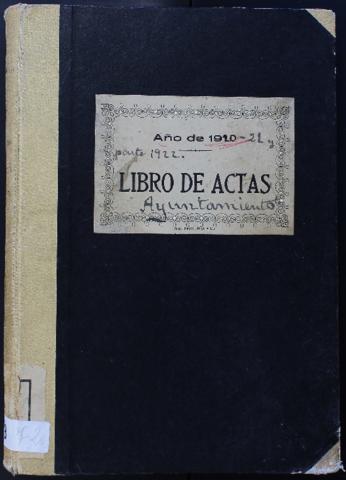 Año de 1920-21 y
parte 1922.
LIBRO DE ACTAS
Ayuntamiento